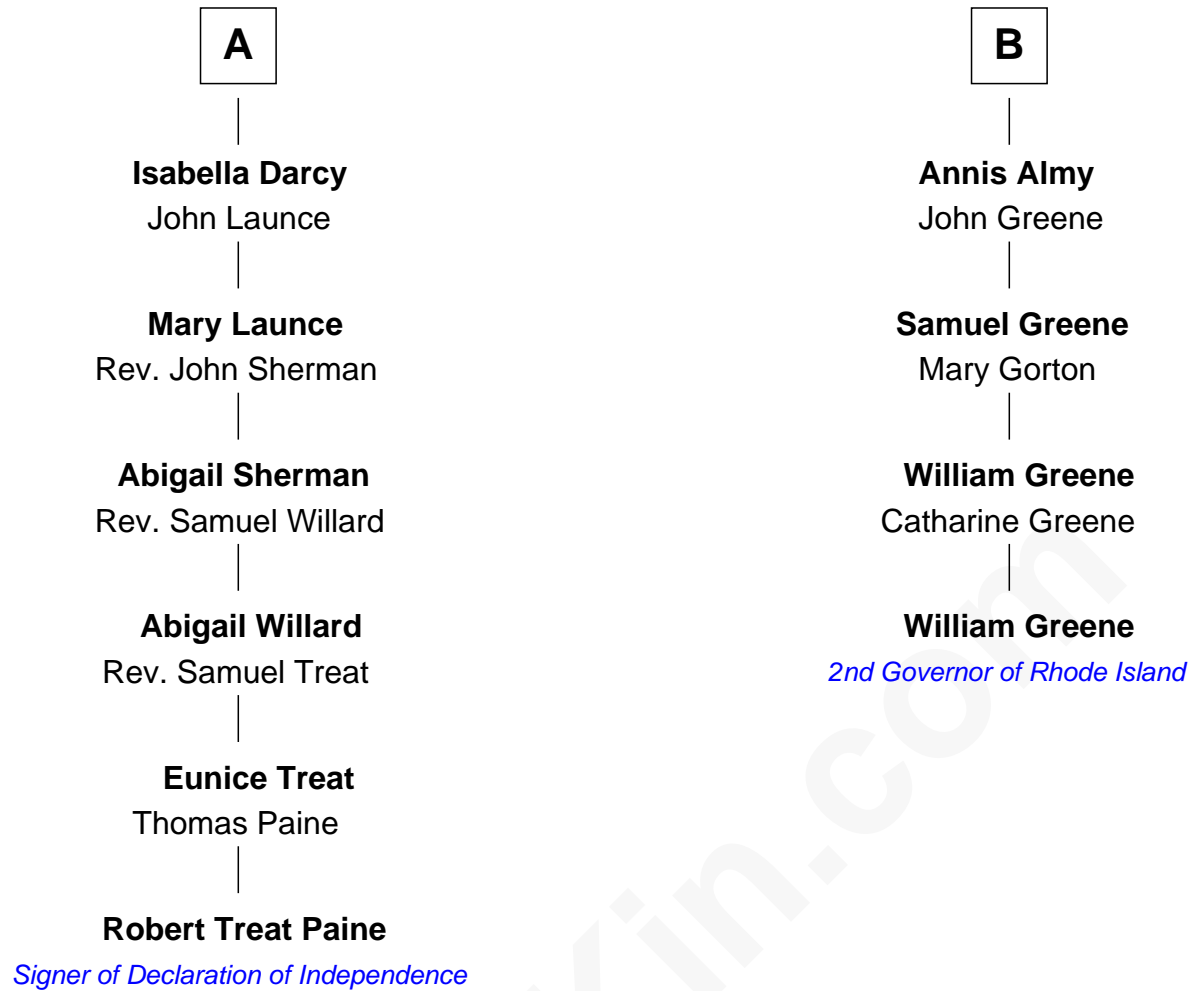 A
Isabella Darcy
John Launce
Mary Launce
Rev. John Sherman
Abigail Sherman
Rev. Samuel Willard
Abigail Willard
Rev. Samuel Treat
Eunice Treat
Thomas Paine
Robert Treat Paine
Signer of Declaration of Independence
B
Annis Almy
John Greene
Samuel Greene
Mary Gorton
William Greene
Catharine Greene
William Greene
2nd Governor of Rhode Island
kin.com